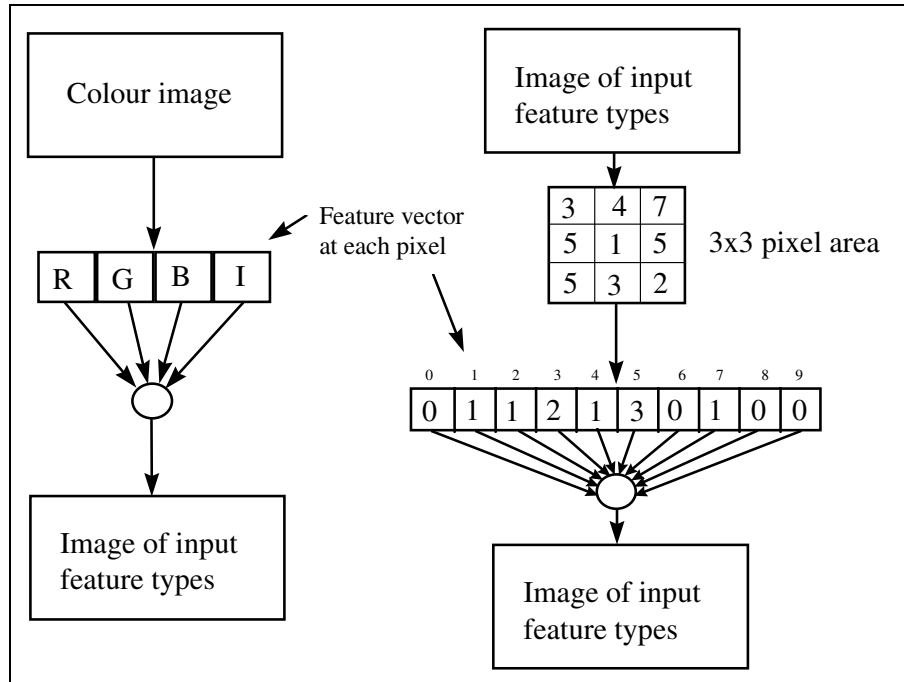 Colour image
R G B I
Image of input
feature types
Feature vector
at each pixel
Image of input
feature types
3 4 7
5 1 5
5 3 2
3x3 pixel area
0 1 2 3 4 5 6 7 8 9
0 1 1 2 1 3 0 1 0 0
Image of input
feature types